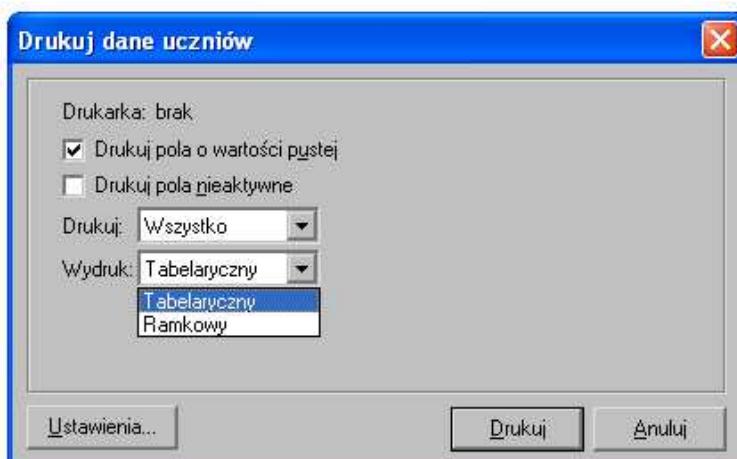 Drukuj dane uczniów
Drukarka: brak
Drukuj pola o wartości pustej
Drukuj pola nieaktywne
Drukuj: Wszystko
Wydruk: Tabelaryczny
Tabelaryczny
Ramkowy
Ustawienia... Drukuj Anuluj